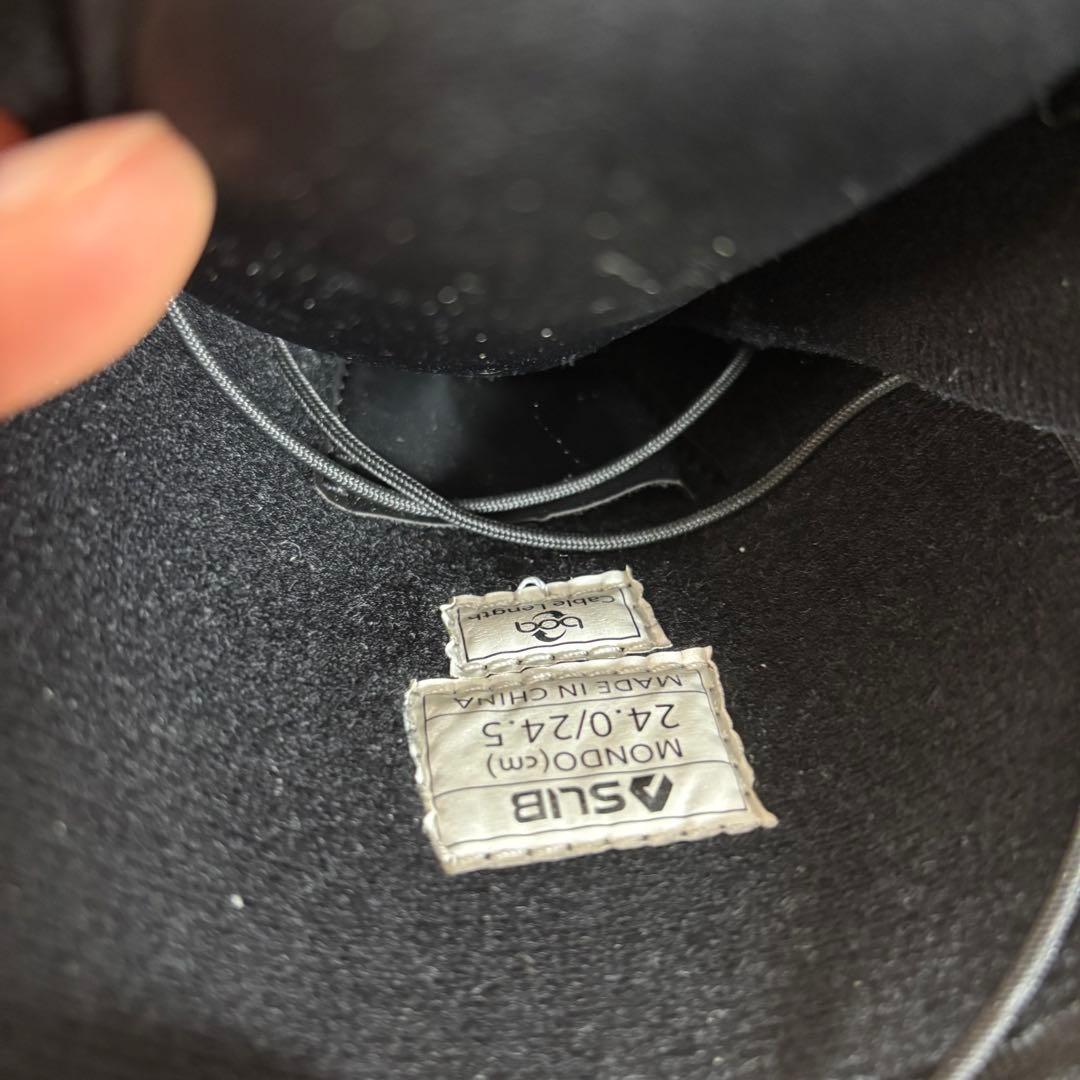 SLIB
MONDO(cm)
24.0/24.5
MADE IN CHINA
boa
Cable Length